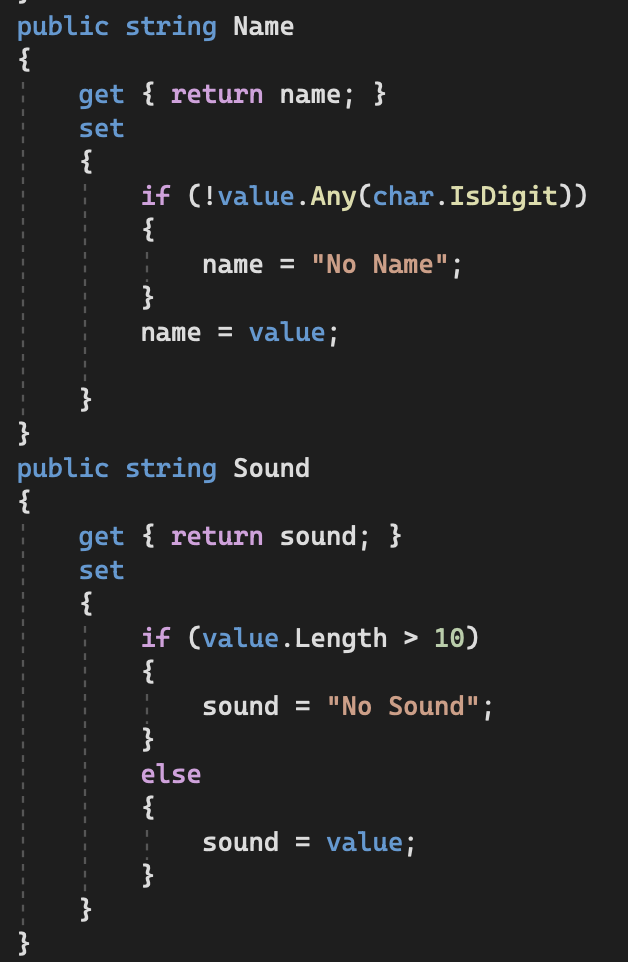 public string Name
{
    get { return name; }
    set
    {
        if (!value.Any(char.IsDigit))
        {
            name = "No Name";
        }
        name = value;

    }
}
public string Sound
{
    get { return sound; }
    set
    {
        if (value.Length > 10)
        {
            sound = "No Sound";
        }
        else
        {
            sound = value;
        }
    }
}